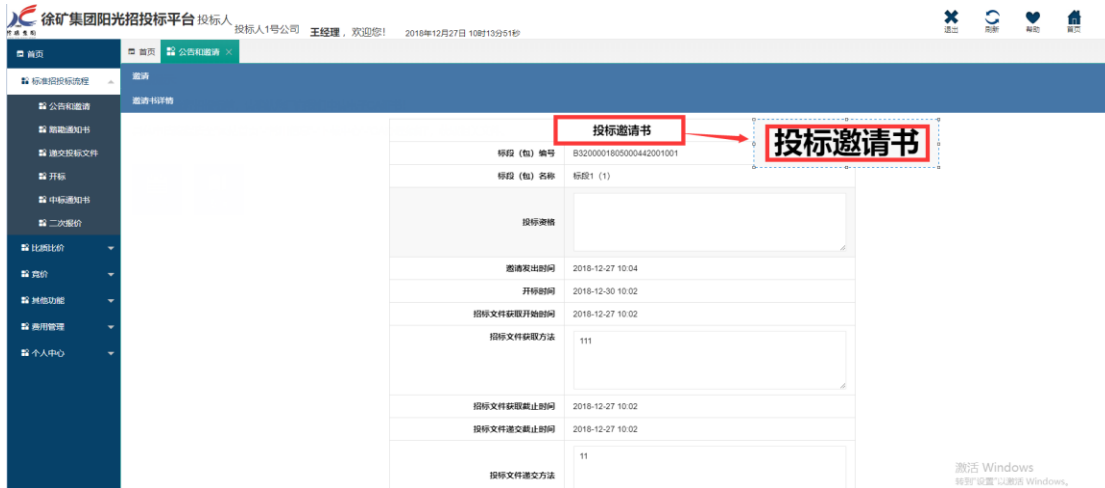 徐矿集团阳光招投标平台 投标人 投标人1号公司 王经理，欢迎您! 2018年12月27日 10时13分51秒
退出 刷新 帮助 首页
首页
首页 公告和邀请 ×
标准招投标流程
公告和邀请
踏勘通知书
递交投标文件
开标
中标通知书
二次报价
比质比价
竞价
其他功能
费用管理
个人中心
邀请
邀请书详情
投标邀请书 投标邀请书
标段（包）编号 B3200001805000442001001
标段（包）名称 标段1（1）
投标资格
邀请发出时间 2018-12-27 10:04
开标时间 2018-12-30 10:02
招标文件获取开始时间 2018-12-27 10:02
招标文件获取方法 111
招标文件获取截止时间 2018-12-27 10:02
投标文件递交截止时间 2018-12-27 10:02
投标文件递交方法 11
激活 Windows
转到"设置"以激活 Windows。